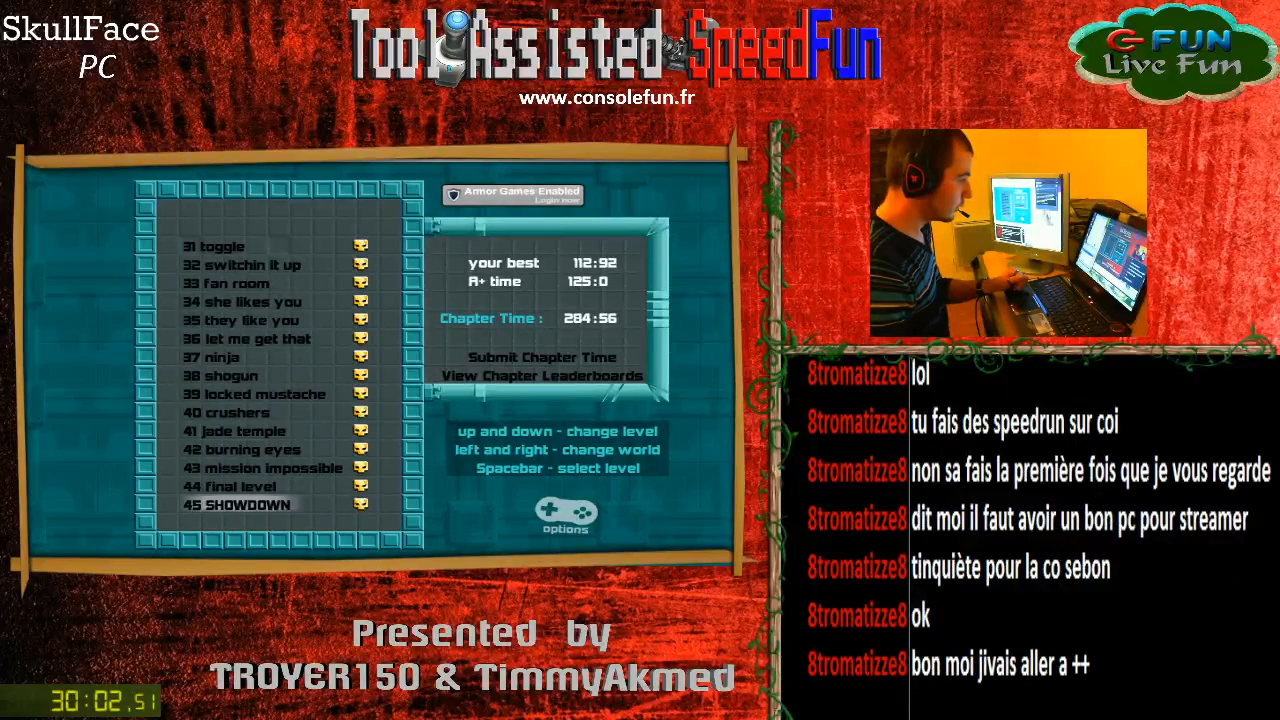 SkullFace
PC
Tool Assisted SpeedFun
www.consolefun.fr
FUN
Live Fun
Armor Games Enabled
Login now
31 toggle
32 switchin it up
33 fan room
34 she likes you
35 they like you
36 let me get that
37 ninja
38 shogun
39 locked mustache
40 crushers
41 jade temple
42 burning eyes
43 mission impossible
44 final level
45 SHOWDOWN
your best 112:92
A+ time 125:0
Chapter Time : 284:56
Submit Chapter Time
View Chapter Leaderboards
up and down - change level
left and right - change world
Spacebar - select level
options
8tromatizze8 lol
8tromatizze8 tu fais des speedrun sur coi
8tromatizze8 non sa fais la première fois que je vous regarde
8tromatizze8 dit moi il faut avoir un bon pc pour streamer
8tromatizze8 tinquiète pour la co sebon
8tromatizze8 ok
8tromatizze8 bon moi jivais aller a ++
Presented by
TROYER150 & TimmyAkmed
30:02,51